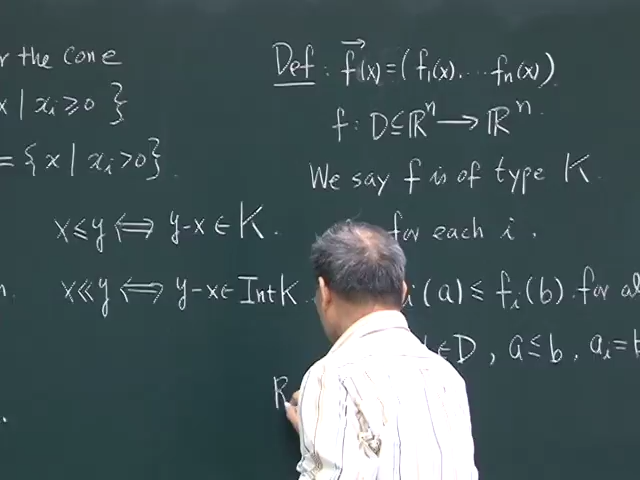 r the cone
x | xᵢ ≥ 0 }
= { x | xᵢ > 0 }.
x ≤ y ⟺ y-x ∈ K.
x ≪ y ⟺ y-x ∈ Int K
Def : f⃗(x) = ( f₁(x). ... fₙ(x) )
f : D ⊆ ℝⁿ ⟶ ℝⁿ.
We say f is of type K
for each i.
i(a) ≤ fᵢ(b) for al
∈ D, a ≤ b, aᵢ =
R